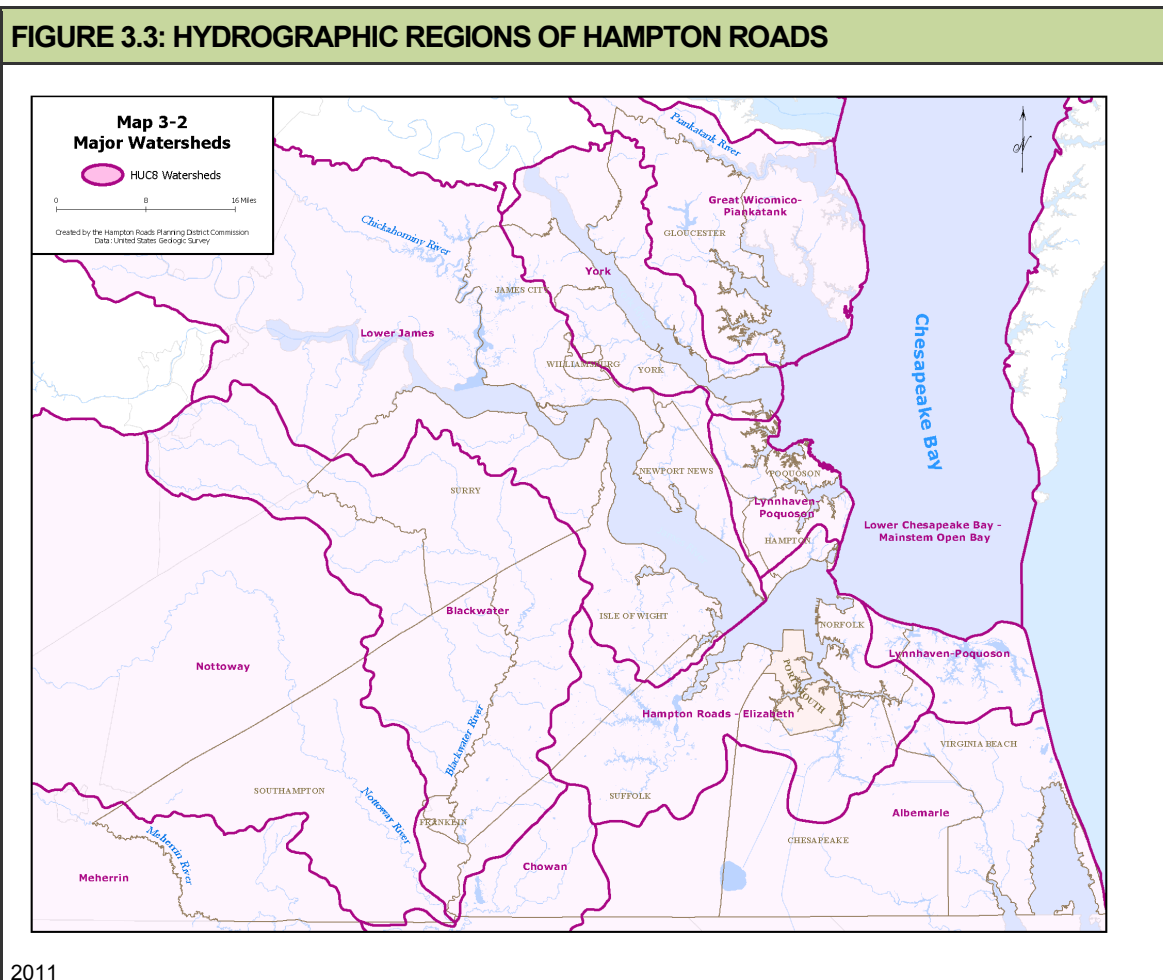 FIGURE 3.3: HYDROGRAPHIC REGIONS OF HAMPTON ROADS
Map 3-2
Major Watersheds
HUC8 Watersheds
0 8 16 Miles
Created by the Hampton Roads Planning District Commission
Data: United States Geologic Survey
N
Piankatank River
Great Wicomico-
Piankatank
GLOUCESTER
Chickahominy River
York
JAMES CITY
Lower James
WILLIAMSBURG
YORK
Chesapeake Bay
NEWPORT NEWS
POQUOSON
SURRY
Lynnhaven-
Poquoson
HAMPTON
Lower Chesapeake Bay -
Mainstem Open Bay
Blackwater
ISLE OF WIGHT
NORFOLK
Nottoway
Lynnhaven-Poquoson
PORTSMOUTH
Hampton Roads - Elizabeth
Blackwater River
VIRGINIA BEACH
SOUTHAMPTON
Nottoway River
SUFFOLK
FRANKLIN
Albemarle
CHESAPEAKE
Meherrin River
Chowan
Meherrin
2011